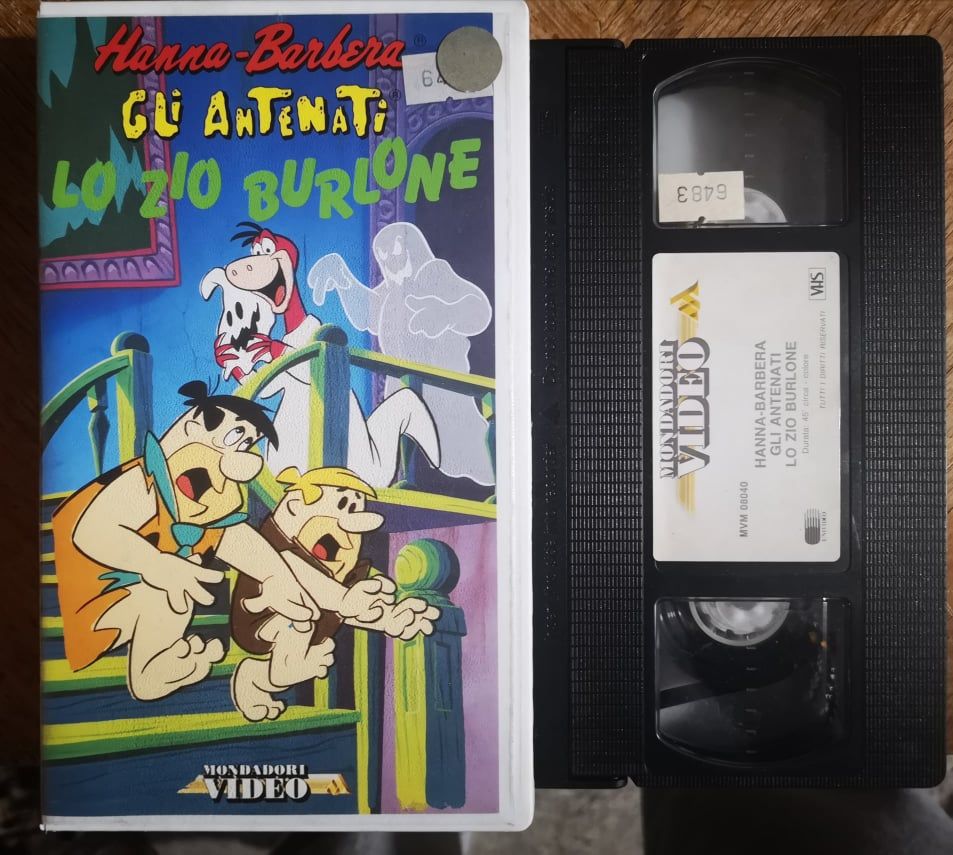 Hanna-Barbera®
64
GLI ANTENATI®
LO ZIO BURLONE
MONDADORI
VIDEO
6483
MONDADORI
VIDEO
VHS
MVM 08040
HANNA-BARBERA
GLI ANTENATI
LO ZIO BURLONE
Durata: 45' circa - colore
TUTTI I DIRITTI RISERVATI